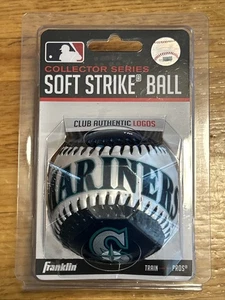 COLLECTOR SERIES
SOFT STRIKE® BALL
CLUB AUTHENTIC LOGOS
MARINERS
S
Franklin
TRAIN
PROS